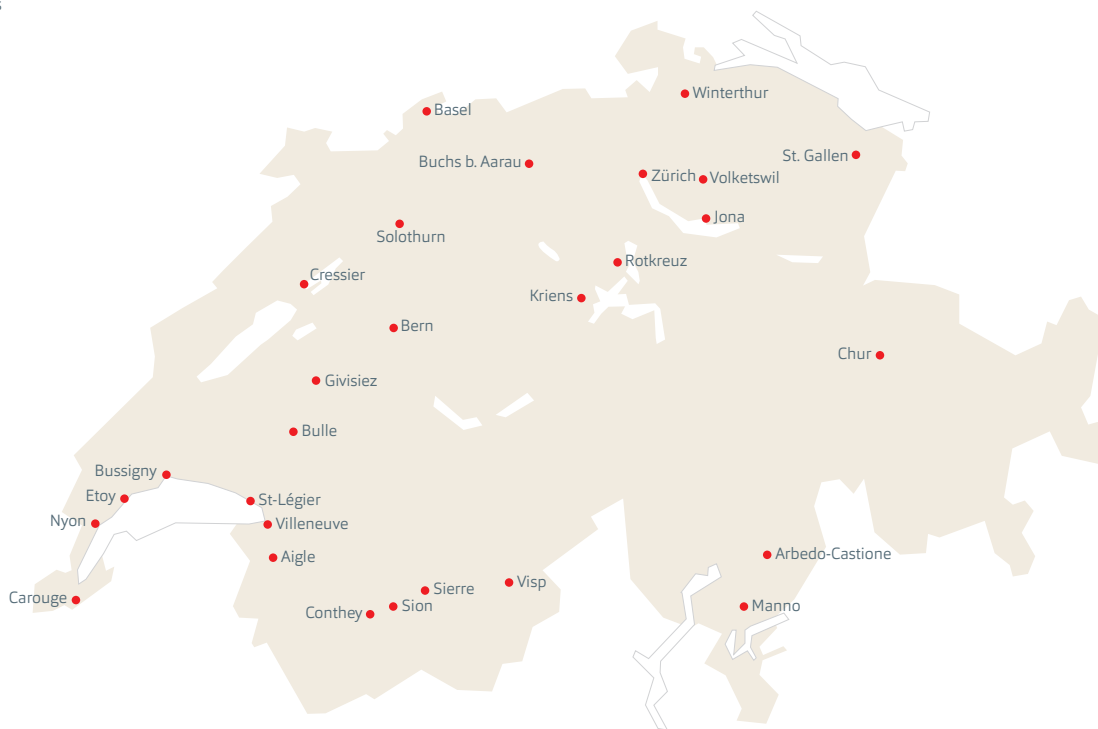 s
Winterthur
Basel
St. Gallen
Buchs b. Aarau
Zürich
Volketswil
Jona
Solothurn
Rotkreuz
Cressier
Kriens
Bern
Chur
Givisiez
Bulle
Bussigny
Etoy
St-Légier
Nyon
Villeneuve
Arbedo-Castione
Aigle
Visp
Sierre
Carouge
Sion
Manno
Conthey